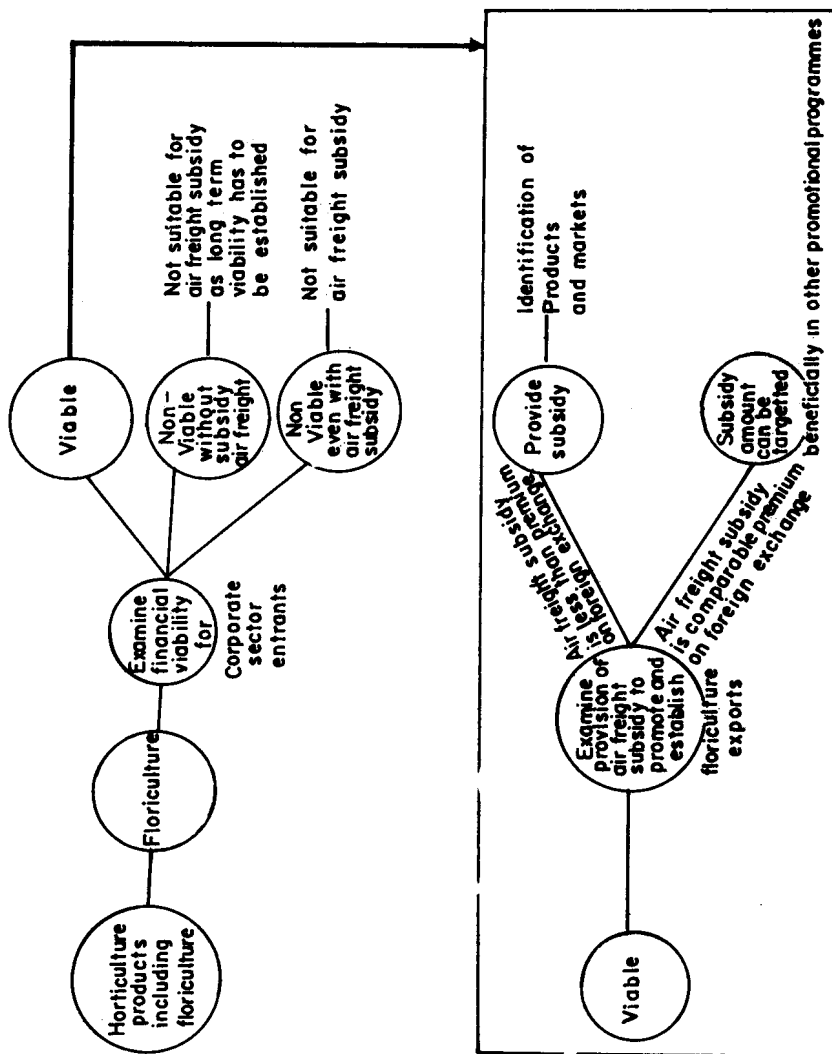 Horticulture
products
including
floriculture
Floriculture
Examine
financial
viability
for
Corporate
sector
entrants
Viable
Non-
Viable
without
subsidy
air freight
Not suitable for
air freight subsidy
as long term
viability has to
be established
Non
Viable
even with
air freight
subsidy
Not suitable for
air freight subsidy
Viable
Examine
provision of
air freight
subsidy to
promote and
establish
floriculture
exports
Air freight subsidy
is less than premium
on foreign exchange
Provide
subsidy
Identification of
Products
and markets
Air freight subsidy
is comparable premium
on foreign exchange
Subsidy
amount
can be
targetted
beneficially in other promotional programmes